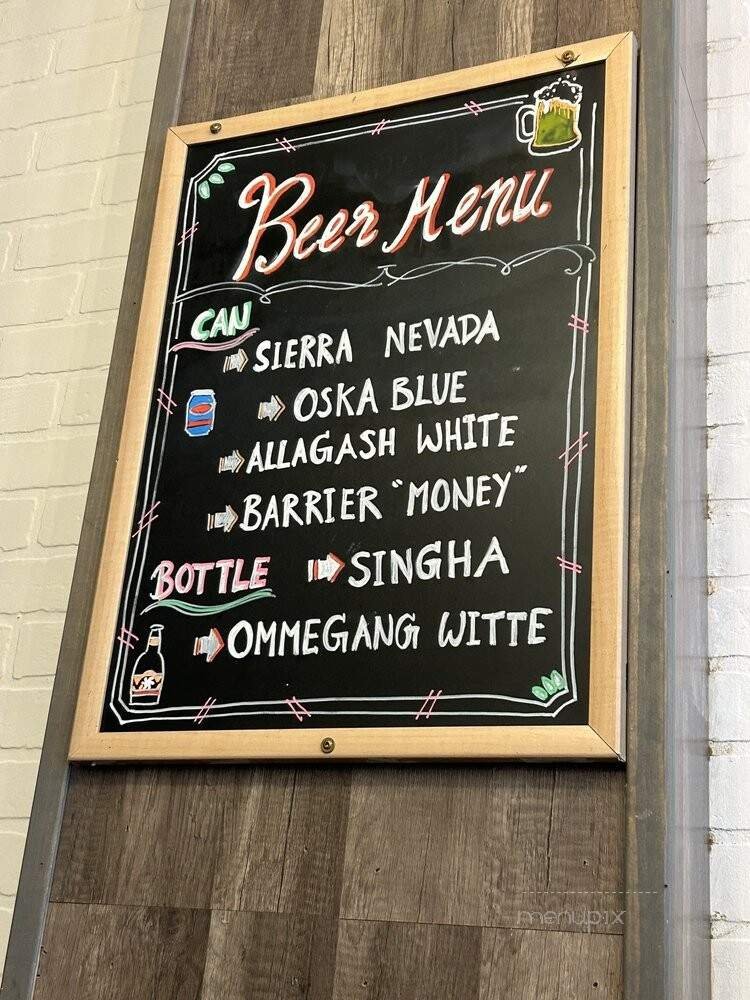 Beer Menu
CAN
SIERRA NEVADA
OSKA BLUE
ALLAGASH WHITE
BARRIER "MONEY"
BOTTLE SINGHA
OMMEGANG WITTE
menupix